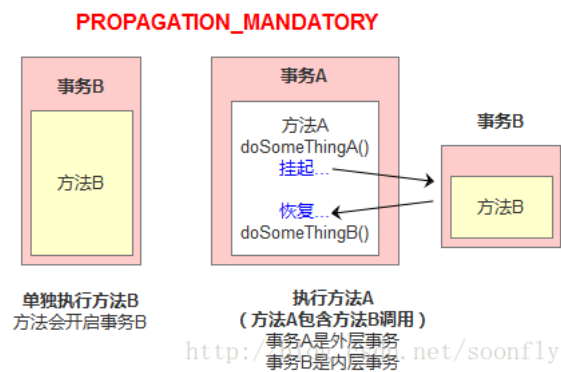 PROPAGATION_MANDATORY
事务B
方法B
单独执行方法B
方法会开启事务B
事务A
方法A
doSomeThingA()
挂起...
恢复...
doSomeThingB()
事务B
方法B
执行方法A
（方法A包含方法B调用）
事务A是外层事务
事务B是内层事务
http://blog.csdn.net/soonfly